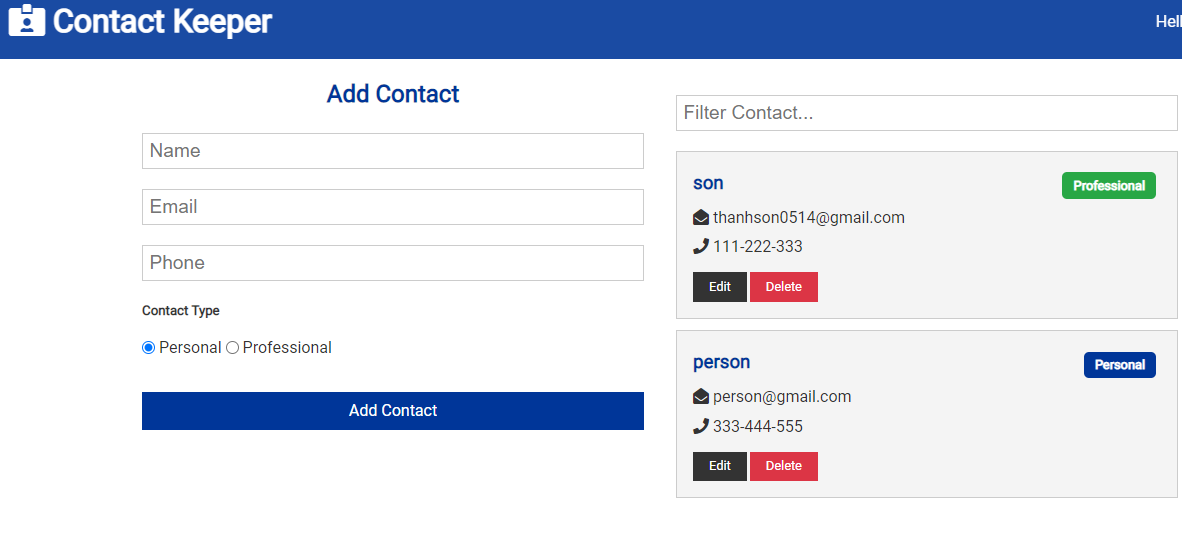 Contact Keeper
Hell
Add Contact
Name
Email
Phone
Contact Type
Personal Professional
Add Contact
Filter Contact...
son
Professional
thanhson0514@gmail.com
111-222-333
Edit Delete
person
Personal
person@gmail.com
333-444-555
Edit Delete